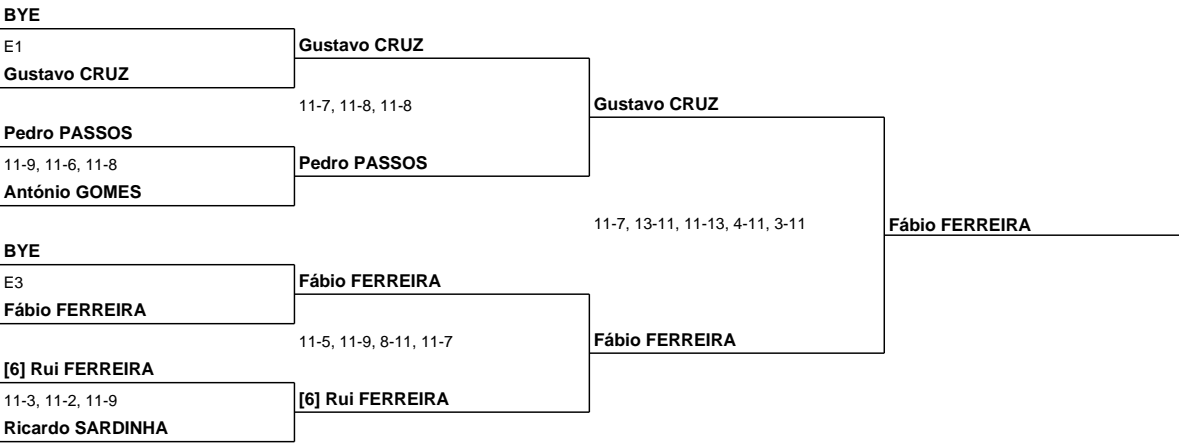 BYE
E1
Gustavo CRUZ
Gustavo CRUZ
11-7, 11-8, 11-8
Gustavo CRUZ
Pedro PASSOS
11-9, 11-6, 11-8
Pedro PASSOS
António GOMES
11-7, 13-11, 11-13, 4-11, 3-11
Fábio FERREIRA
BYE
E3
Fábio FERREIRA
Fábio FERREIRA
11-5, 11-9, 8-11, 11-7
Fábio FERREIRA
[6] Rui FERREIRA
11-3, 11-2, 11-9
[6] Rui FERREIRA
Ricardo SARDINHA